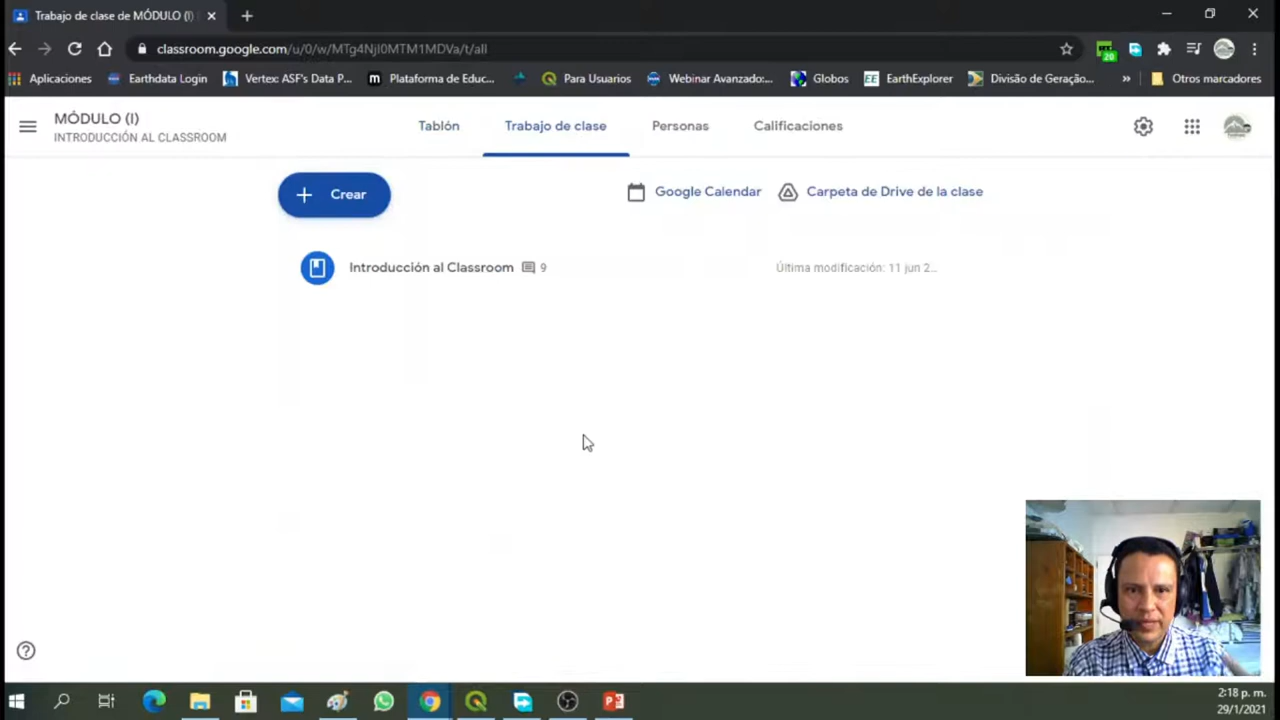 Trabajo de clase de MÓDULO (I)
classroom.google.com/u/0/w/MTg4NjI0MTM1MDVa/t/all
20
Aplicaciones
Earthdata Login
Vertex: ASF's Data P...
Plataforma de Educ...
Para Usuarios
Webinar Avanzado:...
Globos
EarthExplorer
Divisão de Geração...
»
Otros marcadores
MÓDULO (I)
INTRODUCCIÓN AL CLASSROOM
Tablón
Trabajo de clase
Personas
Calificaciones
+ Crear
Google Calendar
Carpeta de Drive de la clase
Introducción al Classroom 9
Última modificación: 11 jun 2...
2:18 p. m.
29/1/2021